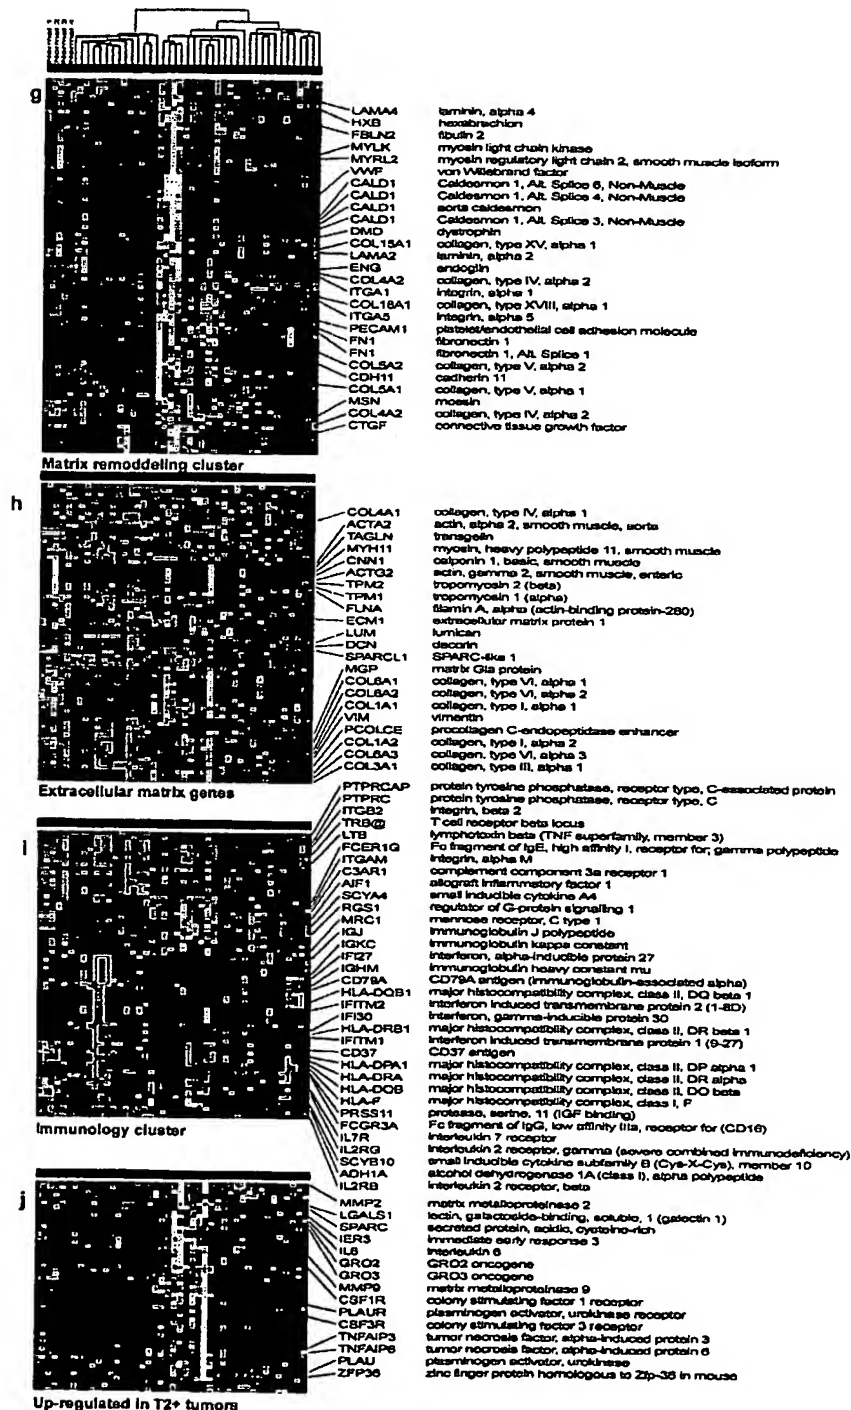 g
LAMA4 laminin, alpha 4
HXB hexabrachion
FBLN2 fibulin 2
MYLK myosin light chain kinase
MYRL2 myosin regulatory light chain 2, smooth muscle isoform
VWF von Willebrand factor
CALD1 Caldesmon 1, Alt. Splice 6, Non-Muscle
CALD1 Caldesmon 1, Alt. Splice 4, Non-Muscle
CALD1 aorta caldesmon
CALD1 Caldesmon 1, Alt. Splice 3, Non-Muscle
DMD dystrophin
COL15A1 collagen, type XV, alpha 1
LAMA2 laminin, alpha 2
ENG endoglin
COL4A2 collagen, type IV, alpha 2
ITGA1 integrin, alpha 1
COL18A1 collagen, type XVIII, alpha 1
ITGA5 integrin, alpha 5
PECAM1 platelet/endothelial cell adhesion molecule
FN1 fibronectin 1
FN1 fibronectin 1, Alt. Splice 1
COL5A2 collagen, type V, alpha 2
CDH11 cadherin 11
COL5A1 collagen, type V, alpha 1
MSN moesin
COL4A2 collagen, type IV, alpha 2
CTGF connective tissue growth factor
Matrix remoddeling cluster
h
COL4A1 collagen, type IV, alpha 1
ACTA2 actin, alpha 2, smooth muscle, aorta
TAGLN transgelin
MYH11 myosin, heavy polypeptide 11, smooth muscle
CNN1 calponin 1, basic, smooth muscle
ACTG2 actin, gamma 2, smooth muscle, enteric
TPM2 tropomyosin 2 (beta)
TPM1 tropomyosin 1 (alpha)
FLNA filamin A, alpha (actin-binding protein-280)
ECM1 extracellular matrix protein 1
LUM lumican
DCN decorin
SPARCL1 SPARC-like 1
MGP matrix Gla protein
COL6A1 collagen, type VI, alpha 1
COL6A2 collagen, type VI, alpha 2
COL1A1 collagen, type I, alpha 1
VIM vimentin
PCOLCE procollagen C-endopeptidase enhancer
COL1A2 collagen, type I, alpha 2
COL6A3 collagen, type VI, alpha 3
COL3A1 collagen, type III, alpha 1
Extracellular matrix genes
i
PTPRCAP protein tyrosine phosphatase, receptor type, C-associated protein
PTPRC protein tyrosine phosphatase, receptor type, C
ITGB2 integrin, beta 2
TRB@ T cell receptor beta locus
LTB lymphotoxin beta (TNF superfamily, member 3)
FCER1G Fc fragment of IgE, high affinity I, receptor for; gamma polypeptide
ITGAM integrin, alpha M
C3AR1 complement component 3a receptor 1
AIF1 allograft inflammatory factor 1
SCYA4 small inducible cytokine A4
RGS1 regulator of G-protein signalling 1
MRC1 mannose receptor, C type 1
IGJ immunoglobulin J polypeptide
IGKC immunoglobulin kappa constant
IFI27 interferon, alpha-inducible protein 27
IGHM immunoglobulin heavy constant mu
CD79A CD79A antigen (immunoglobulin-associated alpha)
HLA-DQB1 major histocompatibility complex, class II, DQ beta 1
IFITM2 interferon induced transmembrane protein 2 (1-8D)
IFI30 interferon, gamma-inducible protein 30
HLA-DRB1 major histocompatibility complex, class II, DR beta 1
IFITM1 interferon induced transmembrane protein 1 (9-27)
CD37 CD37 antigen
HLA-DPA1 major histocompatibility complex, class II, DP alpha 1
HLA-DRA major histocompatibility complex, class II, DR alpha
HLA-DOB major histocompatibility complex, class II, DO beta
HLA-F major histocompatibility complex, class I, F
PRSS11 protease, serine, 11 (IGF binding)
FCGR3A Fc fragment of IgG, low affinity IIIa, receptor for (CD16)
IL7R interleukin 7 receptor
IL2RG interleukin 2 receptor, gamma (severe combined immunodeficiency)
SCYB10 small inducible cytokine subfamily B (Cys-X-Cys), member 10
ADH1A alcohol dehydrogenase 1A (class I), alpha polypeptide
IL2RB interleukin 2 receptor, beta
Immunology cluster
j
MMP2 matrix metalloproteinase 2
LGALS1 lectin, galactoside-binding, soluble, 1 (galectin 1)
SPARC secreted protein, acidic, cysteine-rich
IER3 immediate early response 3
IL6 interleukin 6
GRO2 GRO2 oncogene
GRO3 GRO3 oncogene
MMP9 matrix metalloproteinase 9
CSF1R colony stimulating factor 1 receptor
PLAUR plasminogen activator, urokinase receptor
CSF3R colony stimulating factor 3 receptor
TNFAIP3 tumor necrosis factor, alpha-induced protein 3
TNFAIP6 tumor necrosis factor, alpha-induced protein 6
PLAU plasminogen activator, urokinase
ZFP36 zinc finger protein homologous to Zfp-36 in mouse
Up-regulated in T2+ tumors